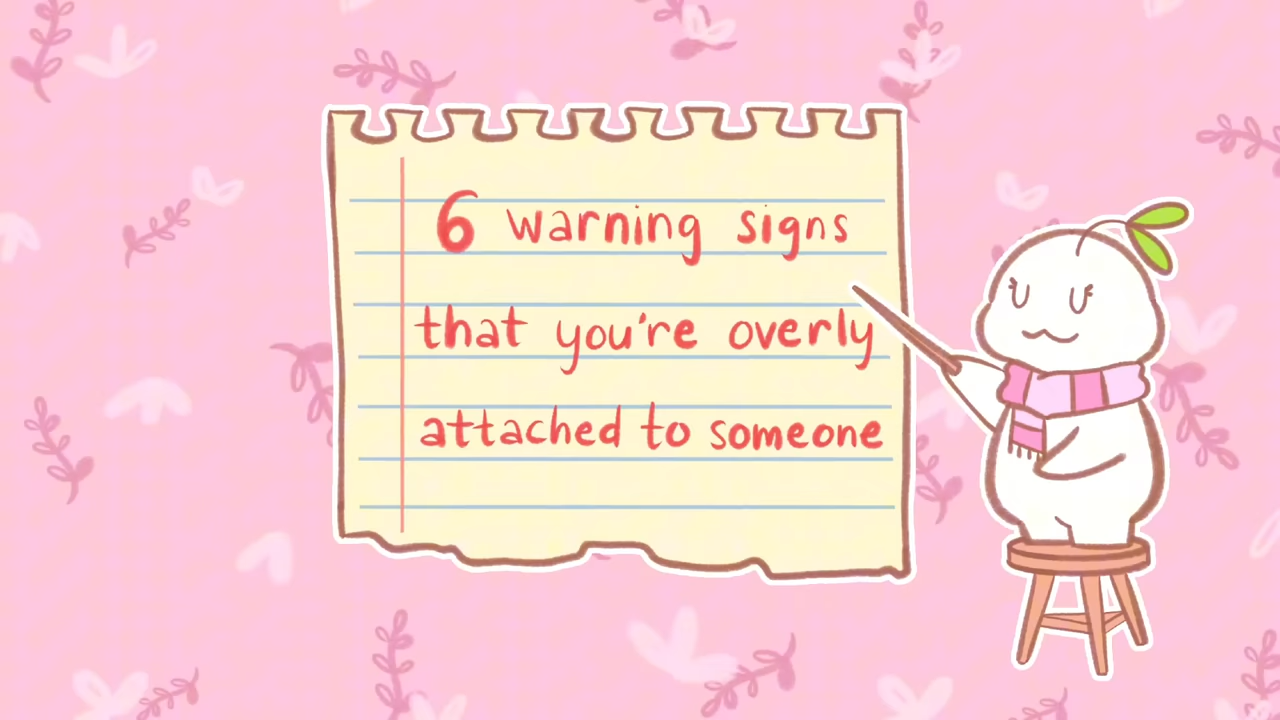 6 warning signs
that you're overly
attached to someone